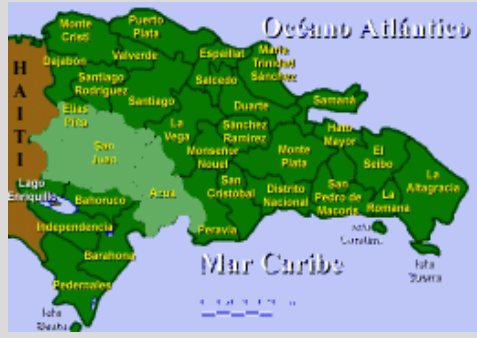 Océano Atlántico
Monte
Cristi
Puerto
Plata
Dajabón
Valverde
Espaillat
María
Trinidad
Sánchez
Santiago
Rodríguez
Salcedo
HAITI
Santiago
Duarte
Samaná
Elías
Piña
La
Vega
Sánchez
Ramírez
Hato
Mayor
San
Juan
Monseñor
Nouel
Monte
Plata
El
Seibo
La
Altagracia
Lago
Enriquillo
Bahoruco
Azua
San
Cristóbal
Distrito
Nacional
San
Pedro de
Macorís
La
Romana
Independencia
Peravia
Isla
Barahona
Mar Caribe
Isla
Saona
Pedernales
Isla
Beata